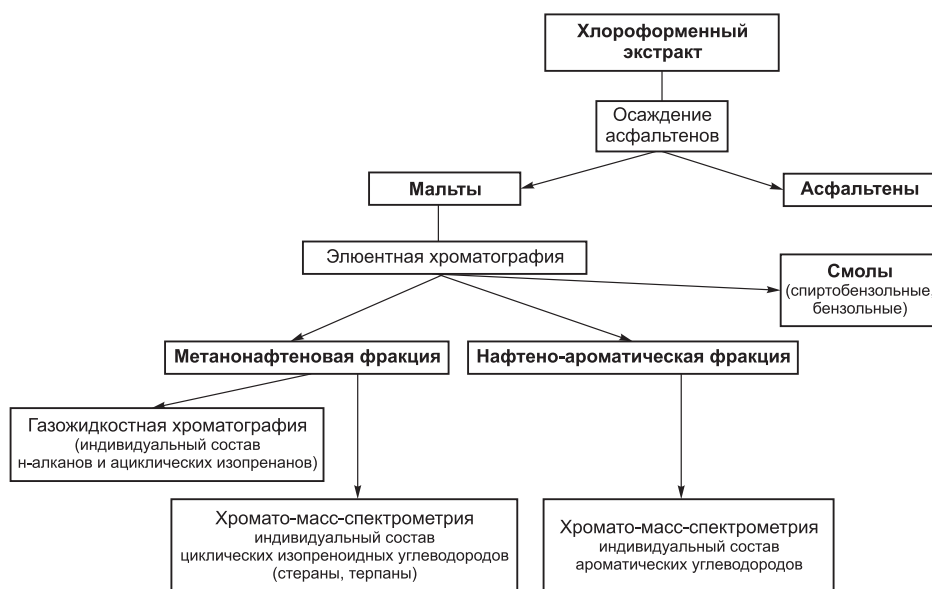 Хлороформенный
экстракт
Осаждение
асфальтенов
Мальты
Асфальтены
Элюентная хроматография
Смолы
(спиртобензольные,
бензольные)
Метанонафтеновая фракция
Нафтено-ароматическая фракция
Газожидкостная хроматография
(индивидуальный состав
н-алканов и ациклических изопренанов)
Хромато-масс-спектрометрия
индивидуальный состав
циклических изопреноидных углеводородов
(стераны, терпаны)
Хромато-масс-спектрометрия
индивидуальный состав
ароматических углеводородов